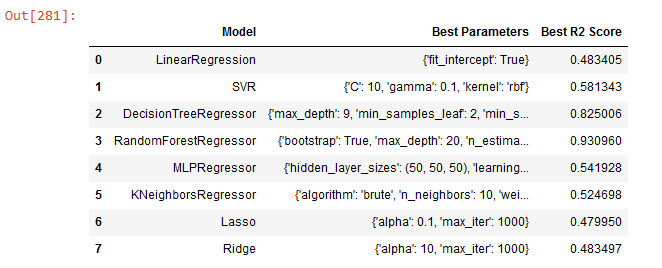 Out[281]:
Model Best Parameters Best R2 Score
0 LinearRegression {'fit_intercept': True} 0.483405
1 SVR {'C': 10, 'gamma': 0.1, 'kernel': 'rbf'} 0.581343
2 DecisionTreeRegressor {'max_depth': 9, 'min_samples_leaf': 2, 'min_s... 0.825006
3 RandomForestRegressor {'bootstrap': True, 'max_depth': 20, 'n_estima... 0.930960
4 MLPRegressor {'hidden_layer_sizes': (50, 50, 50), 'learning... 0.541928
5 KNeighborsRegressor {'algorithm': 'brute', 'n_neighbors': 10, 'wei... 0.524698
6 Lasso {'alpha': 0.1, 'max_iter': 1000} 0.479950
7 Ridge {'alpha': 10, 'max_iter': 1000} 0.483497